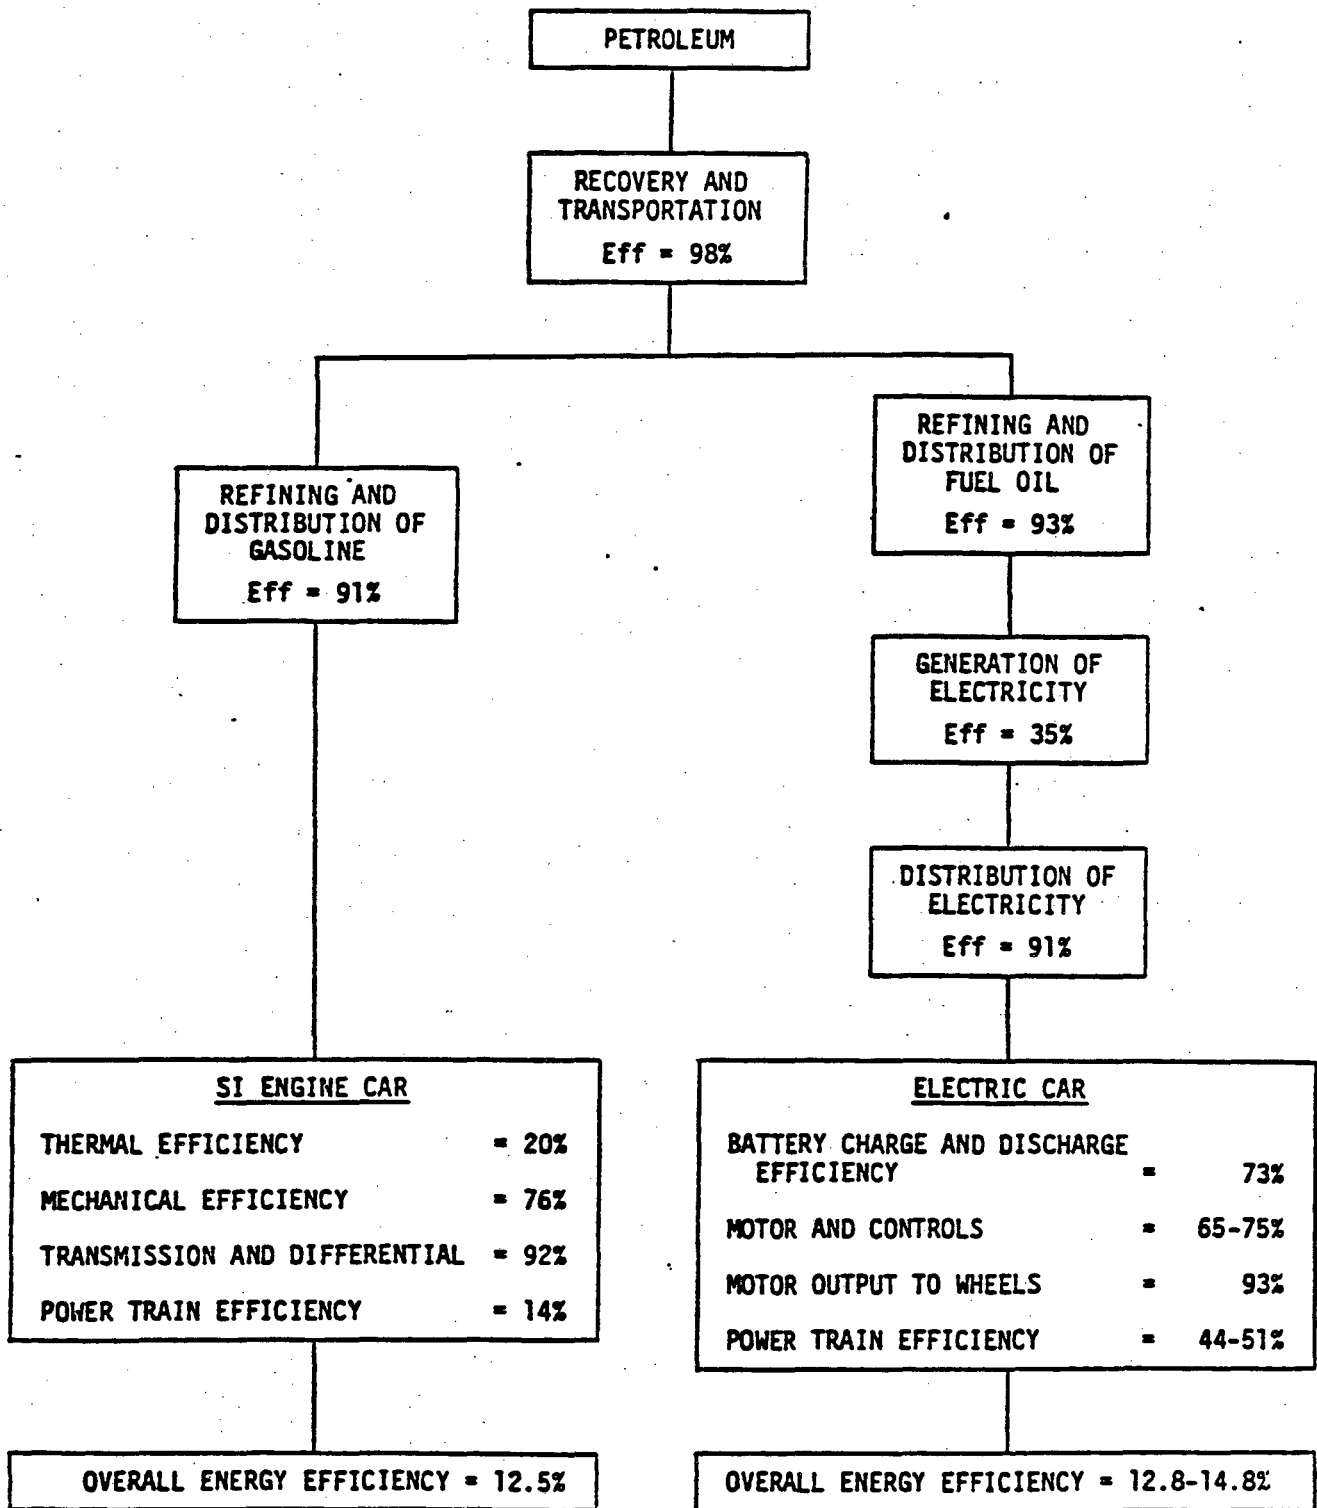 PETROLEUM
RECOVERY AND
TRANSPORTATION
Eff = 98%
REFINING AND
DISTRIBUTION OF
GASOLINE
Eff = 91%
REFINING AND
DISTRIBUTION OF
FUEL OIL
Eff = 93%
GENERATION OF
ELECTRICITY
Eff = 35%
DISTRIBUTION OF
ELECTRICITY
Eff = 91%
SI ENGINE CAR
THERMAL EFFICIENCY = 20%
MECHANICAL EFFICIENCY = 76%
TRANSMISSION AND DIFFERENTIAL = 92%
POWER TRAIN EFFICIENCY = 14%
OVERALL ENERGY EFFICIENCY = 12.5%
ELECTRIC CAR
BATTERY CHARGE AND DISCHARGE
EFFICIENCY = 73%
MOTOR AND CONTROLS = 65-75%
MOTOR OUTPUT TO WHEELS = 93%
POWER TRAIN EFFICIENCY = 44-51%
OVERALL ENERGY EFFICIENCY = 12.8-14.8%